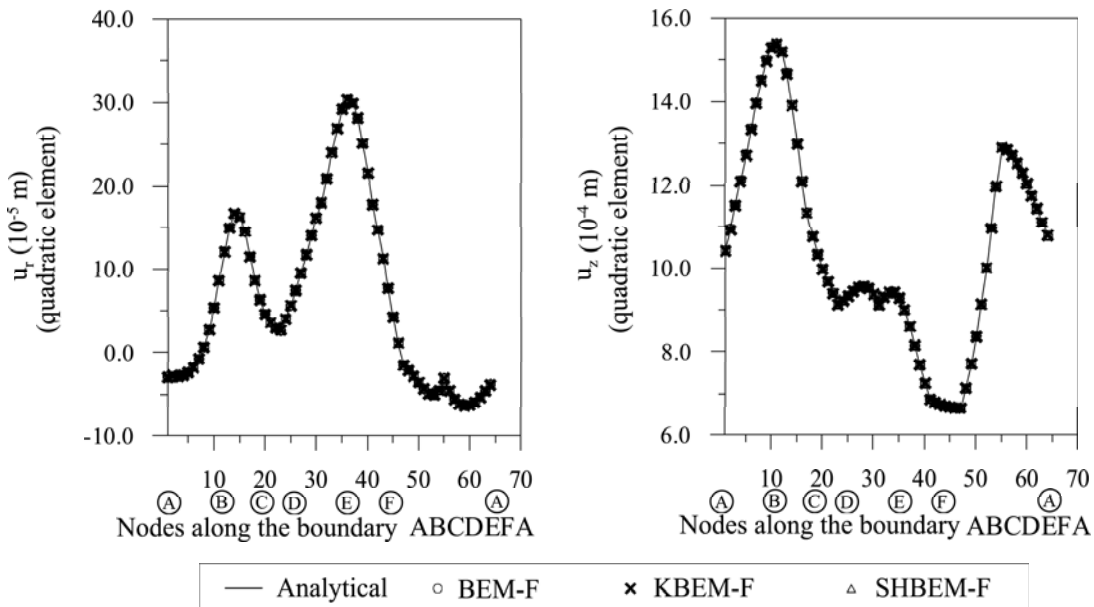 40.0
30.0
20.0
10.0
0.0
-10.0
u_r (10^-5 m)
(quadratic element)
10 20 30 40 50 60 70
Ⓐ Ⓑ Ⓒ Ⓓ Ⓔ Ⓕ Ⓐ
Nodes along the boundary ABCDEFA
16.0
14.0
12.0
10.0
8.0
6.0
u_z (10^-4 m)
(quadratic element)
10 20 30 40 50 60 70
Ⓐ Ⓑ Ⓒ Ⓓ Ⓔ Ⓕ Ⓐ
Nodes along the boundary ABCDEFA
Analytical BEM-F KBEM-F SHBEM-F